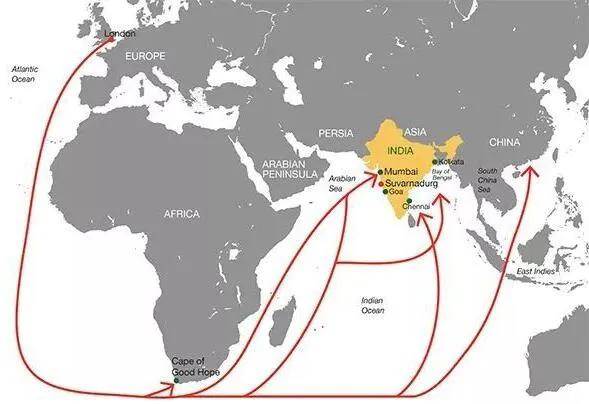 London
EUROPE
Atlantic
Ocean
PERSIA
ASIA
CHINA
INDIA
ARABIAN
PENINSULA
Arabian
Sea
Mumbai
Suvarnadurg
Goa
Chennai
Kolkata
Bay of
Bengal
South
China
Sea
AFRICA
East Indies
Indian
Ocean
Cape of
Good Hope